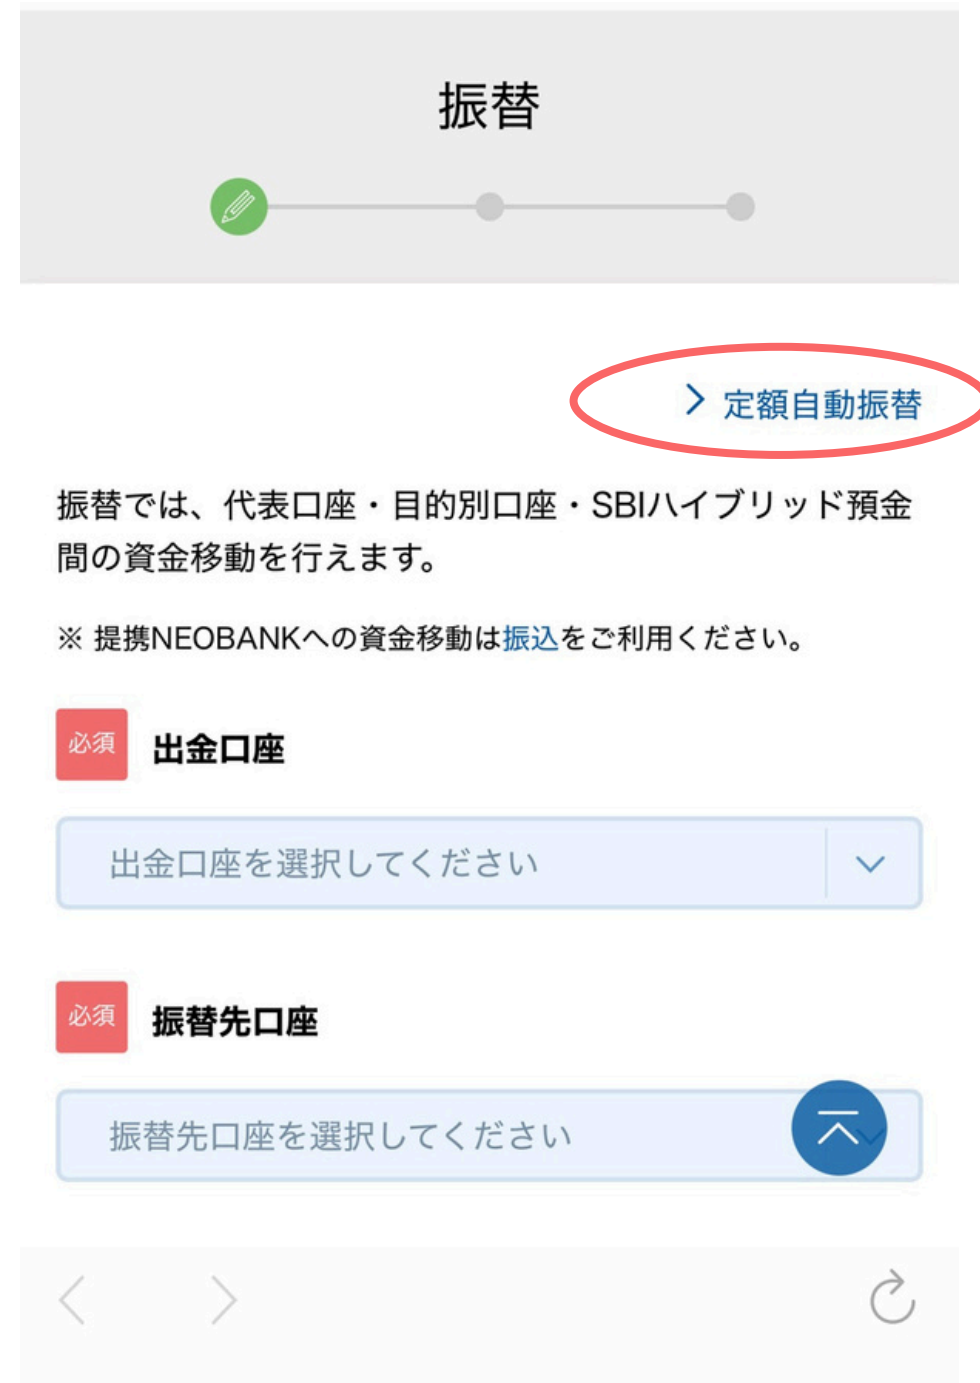 振替
定額自動振替
振替では、代表口座・目的別口座・SBIハイブリッド預金
間の資金移動を行えます。
※ 提携NEOBANKへの資金移動は振込をご利用ください。
必須 出金口座
出金口座を選択してください
必須 振替先口座
振替先口座を選択してください